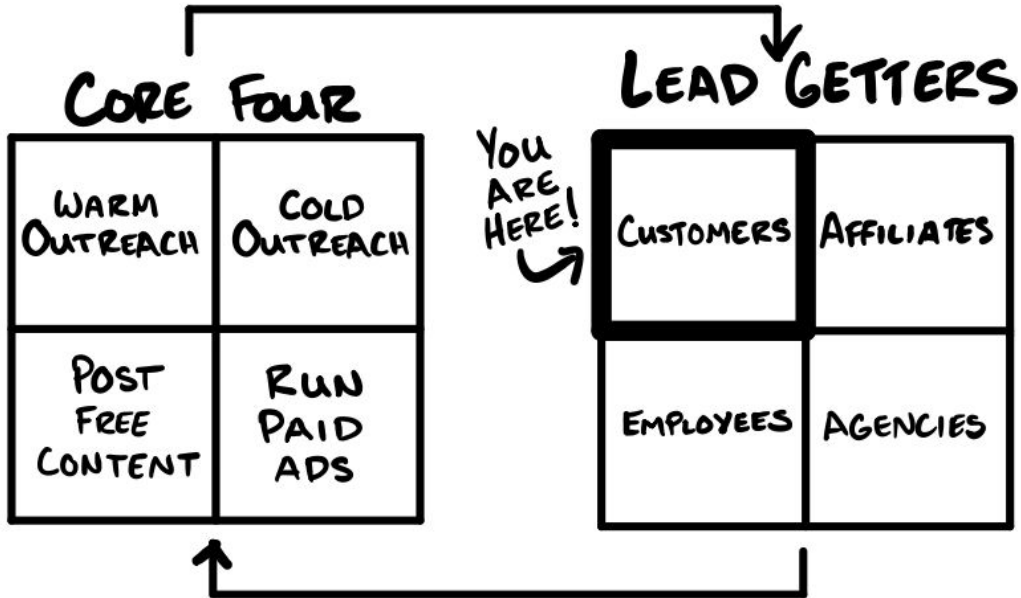 CORE FOUR
WARM
OUTREACH
COLD
OUTREACH
POST
FREE
CONTENT
RUN
PAID
ADS
LEAD GETTERS
YOU
ARE
HERE!
CUSTOMERS
AFFILIATES
EMPLOYEES
AGENCIES